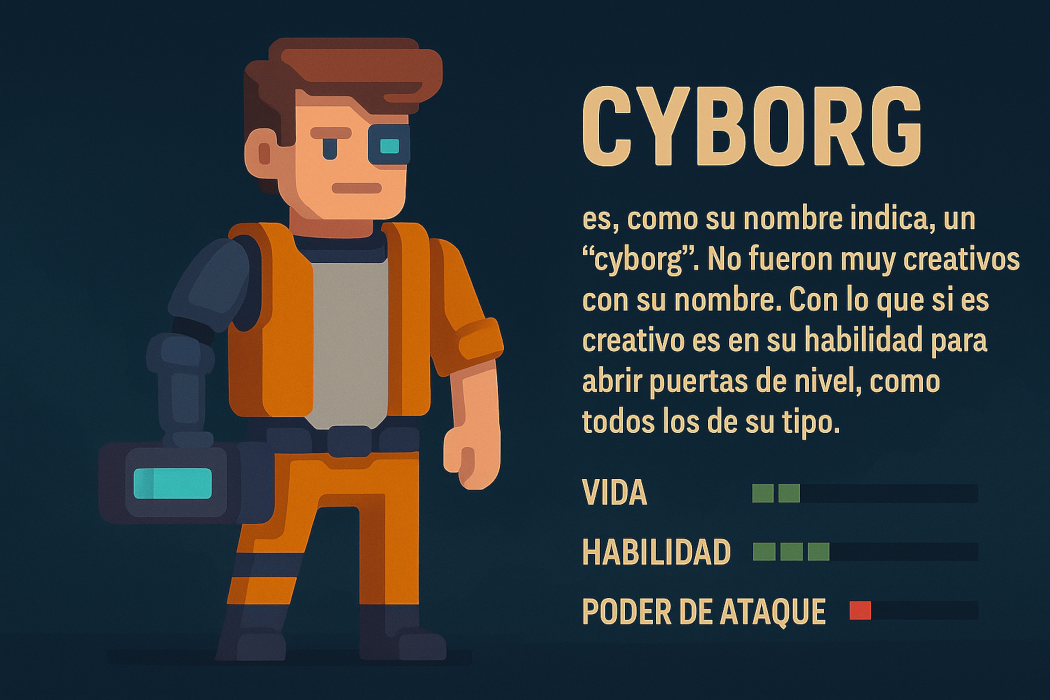 CYBORG
es, como su nombre indica, un
“cyborg”. No fueron muy creativos
con su nombre. Con lo que si es
creativo es en su habilidad para
abrir puertas de nivel, como
todos los de su tipo.
VIDA
HABILIDAD
PODER DE ATAQUE